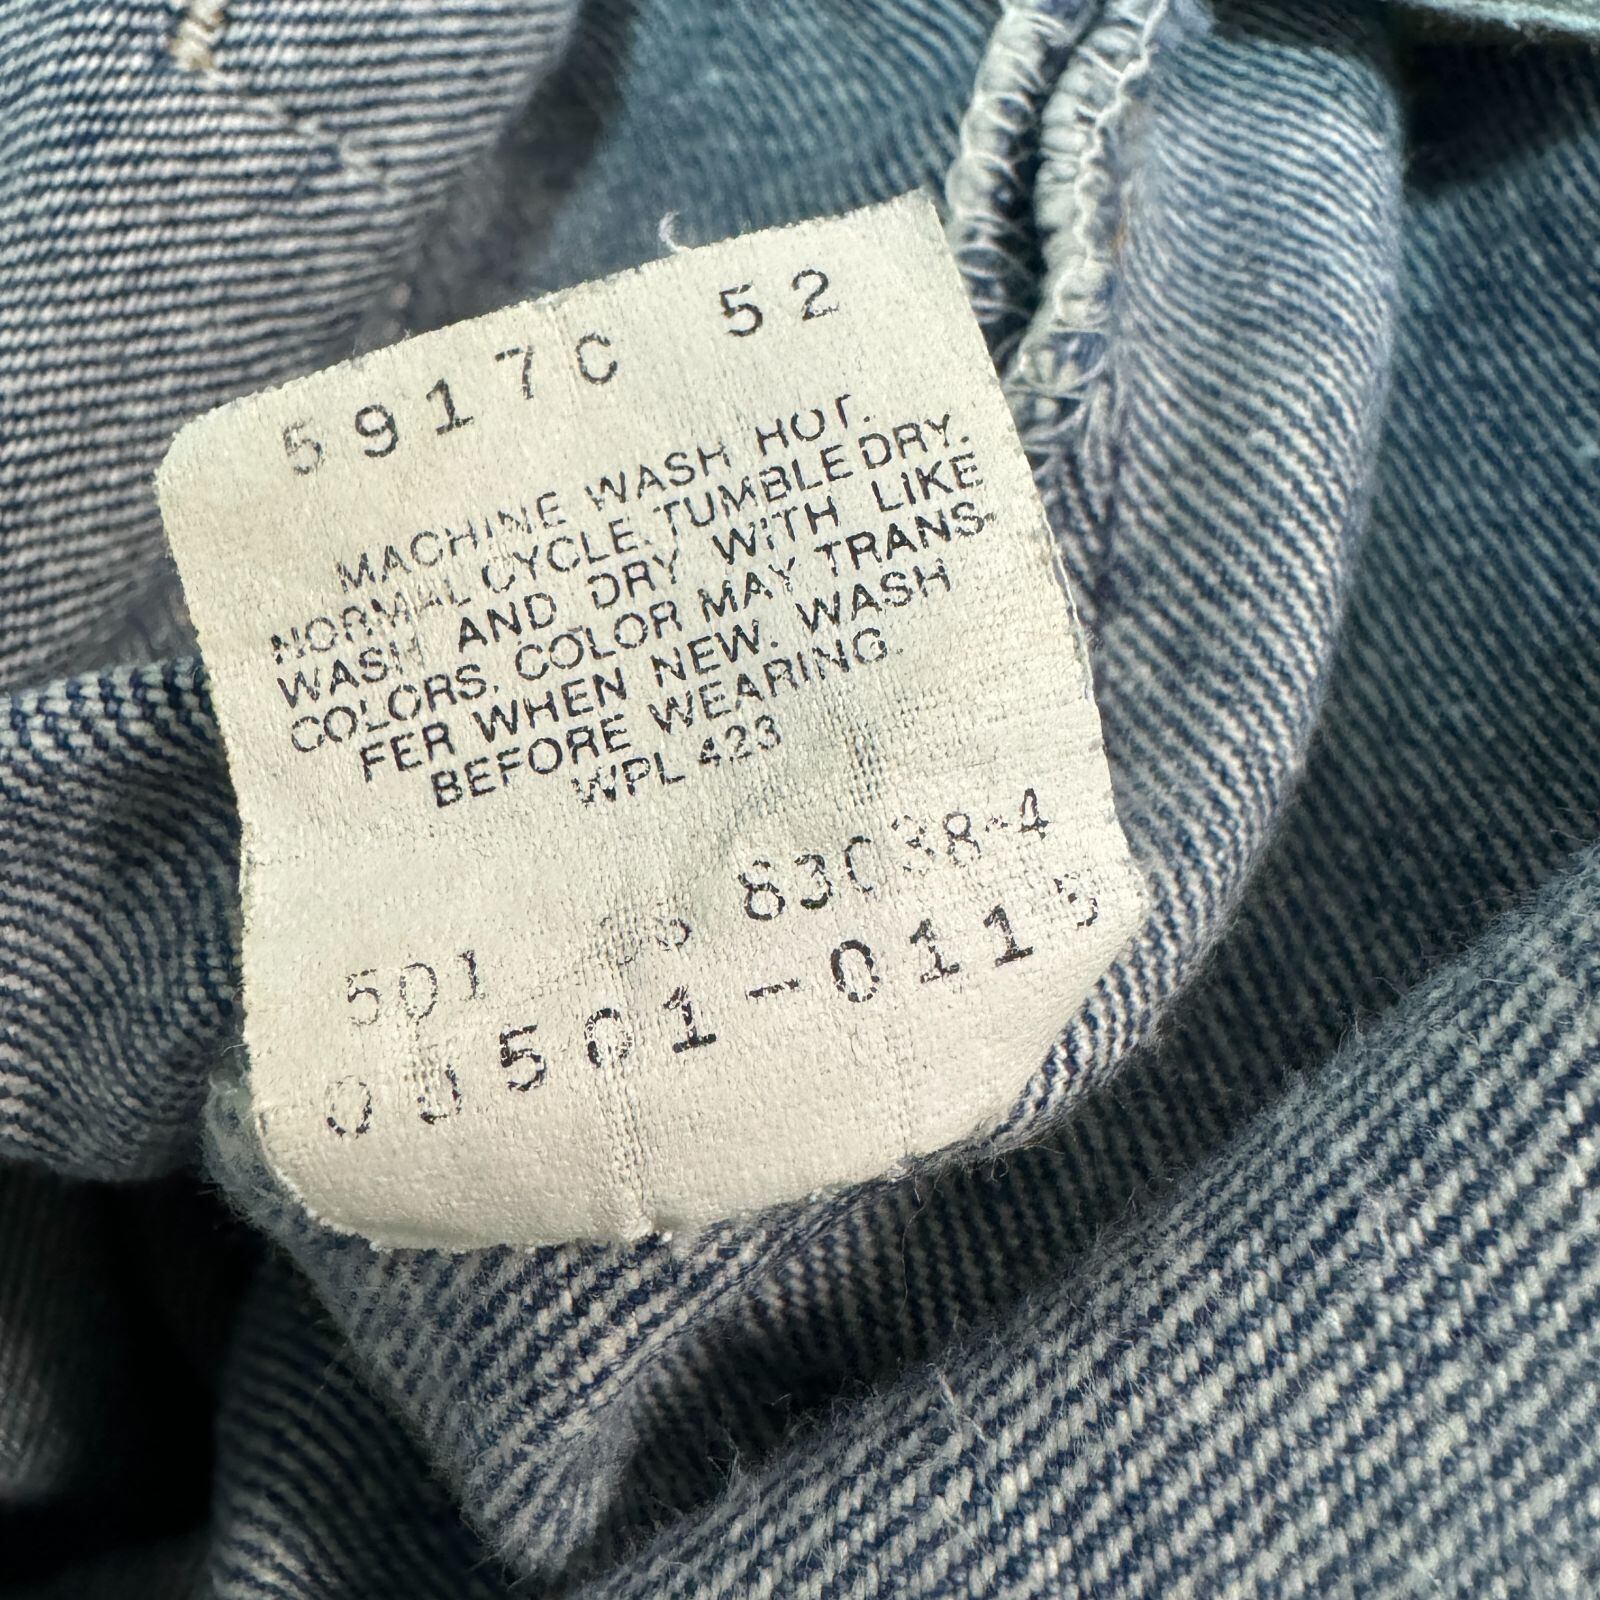 5917C 52
MACHINE WASH HOT.
NORMAL CYCLE. TUMBLE DRY.
WASH AND DRY WITH LIKE
COLORS. COLOR MAY TRANS-
FER WHEN NEW. WASH
BEFORE WEARING.
WPL 423
501
00501-0115